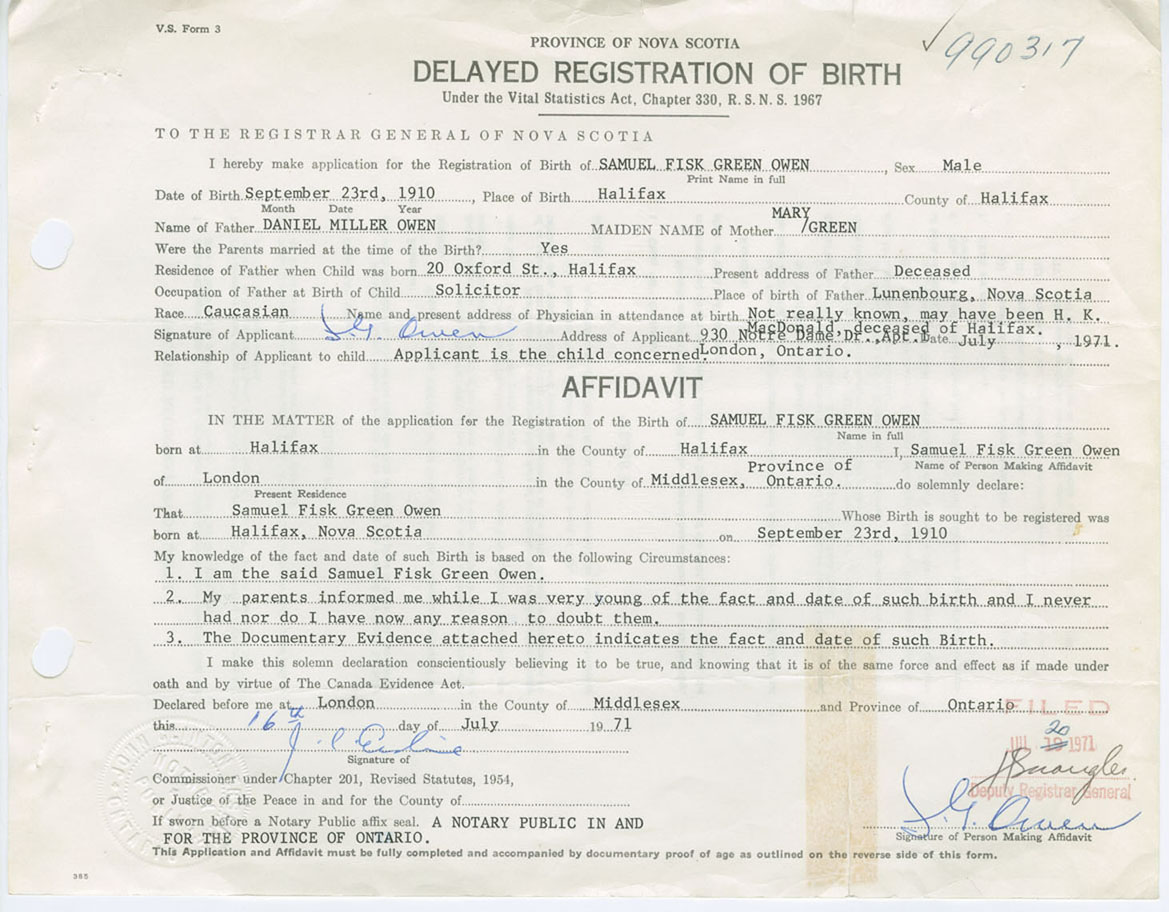 V.S. Form 3
990317
PROVINCE OF NOVA SCOTIA
DELAYED REGISTRATION OF BIRTH
Under the Vital Statistics Act, Chapter 330, R.S.N.S. 1967
TO THE REGISTRAR GENERAL OF NOVA SCOTIA
I hereby make application for the Registration of Birth of SAMUEL FISK GREEN OWEN, Sex Male
Print Name in full
Date of Birth September 23rd, 1910, Place of Birth Halifax County of Halifax
Month Date Year
MARY
Name of Father DANIEL MILLER OWEN MAIDEN NAME of Mother /GREEN
Were the Parents married at the time of the Birth? Yes
Residence of Father when Child was born 20 Oxford St., Halifax Present address of Father Deceased
Occupation of Father at Birth of Child Solicitor Place of birth of Father Lunenbourg, Nova Scotia
Race Caucasian Name and present address of Physician in attendance at birth Not really known, may have been H. K.
MacDonald, deceased of Halifax.
Signature of Applicant S.G. Owen Address of Applicant 930 Notre Dame Dr., Apt. Date July, 1971.
Relationship of Applicant to child Applicant is the child concerned. London, Ontario.
AFFIDAVIT
IN THE MATTER of the application for the Registration of the Birth of SAMUEL FISK GREEN OWEN
Name in full
born at Halifax in the County of Halifax I, Samuel Fisk Green Owen
Province of Name of Person Making Affidavit
of London in the County of Middlesex, Ontario. do solemnly declare:
Present Residence
That Samuel Fisk Green Owen Whose Birth is sought to be registered was
born at Halifax, Nova Scotia on September 23rd, 1910
My knowledge of the fact and date of such Birth is based on the following Circumstances:
1. I am the said Samuel Fisk Green Owen.
2. My parents informed me while I was very young of the fact and date of such birth and I never
had nor do I have now any reason to doubt them.
3. The Documentary Evidence attached hereto indicates the fact and date of such Birth.
I make this solemn declaration conscientiously believing it to be true, and knowing that it is of the same force and effect as if made under
oath and by virtue of The Canada Evidence Act.
Declared before me at London in the County of Middlesex and Province of Ontario
FILED
this 16th day of July 1971
20
JUL 19 1971
Signature of
Commissioner under Chapter 201, Revised Statutes, 1954,
Deputy Registrar General
or Justice of the Peace in and for the County of
If sworn before a Notary Public affix seal. A NOTARY PUBLIC IN AND
S.G. Owen
FOR THE PROVINCE OF ONTARIO.
Signature of Person Making Affidavit
This Application and Affidavit must be fully completed and accompanied by documentary proof of age as outlined on the reverse side of this form.
385